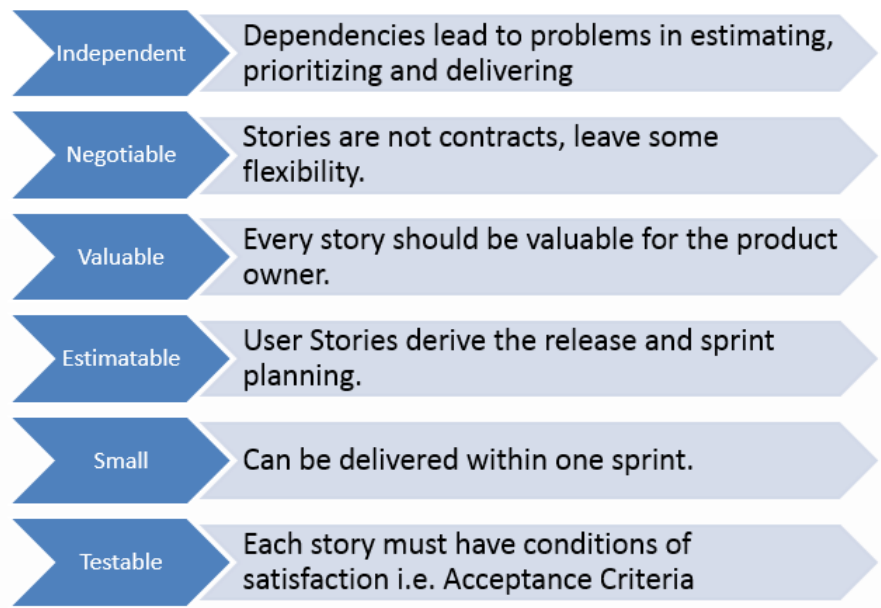 Independent
Dependencies lead to problems in estimating,
prioritizing and delivering
Negotiable
Stories are not contracts, leave some
flexibility.
Valuable
Every story should be valuable for the product
owner.
Estimatable
User Stories derive the release and sprint
planning.
Small
Can be delivered within one sprint.
Testable
Each story must have conditions of
satisfaction i.e. Acceptance Criteria